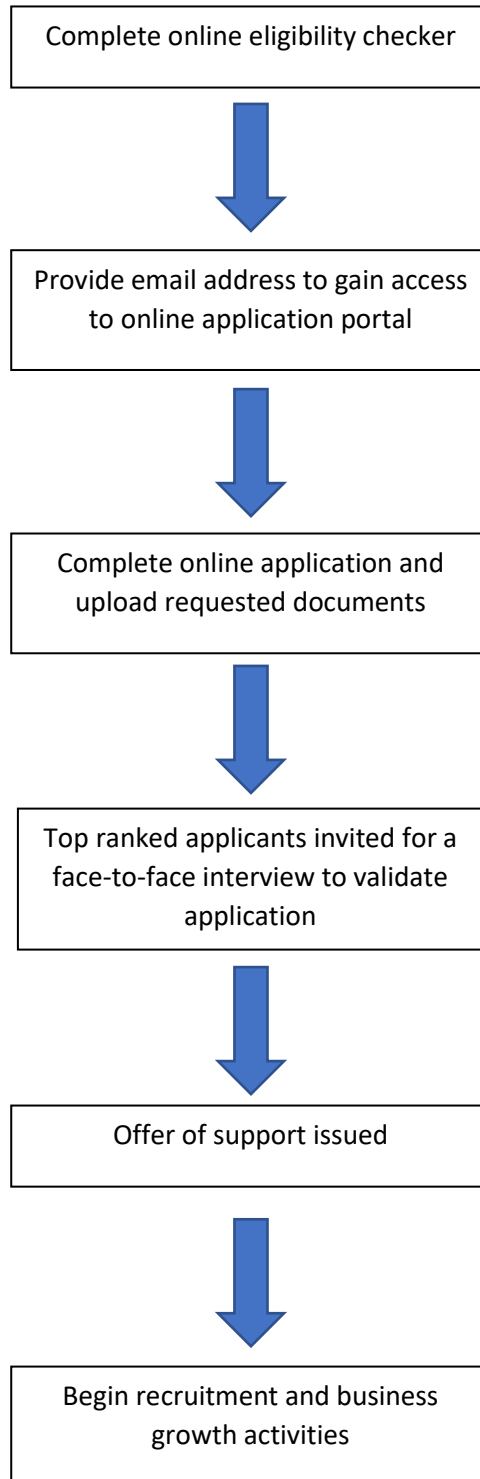 Complete online eligibility checker
Provide email address to gain access
to online application portal
Complete online application and
upload requested documents
Top ranked applicants invited for a
face-to-face interview to validate
application
Offer of support issued
Begin recruitment and business
growth activities